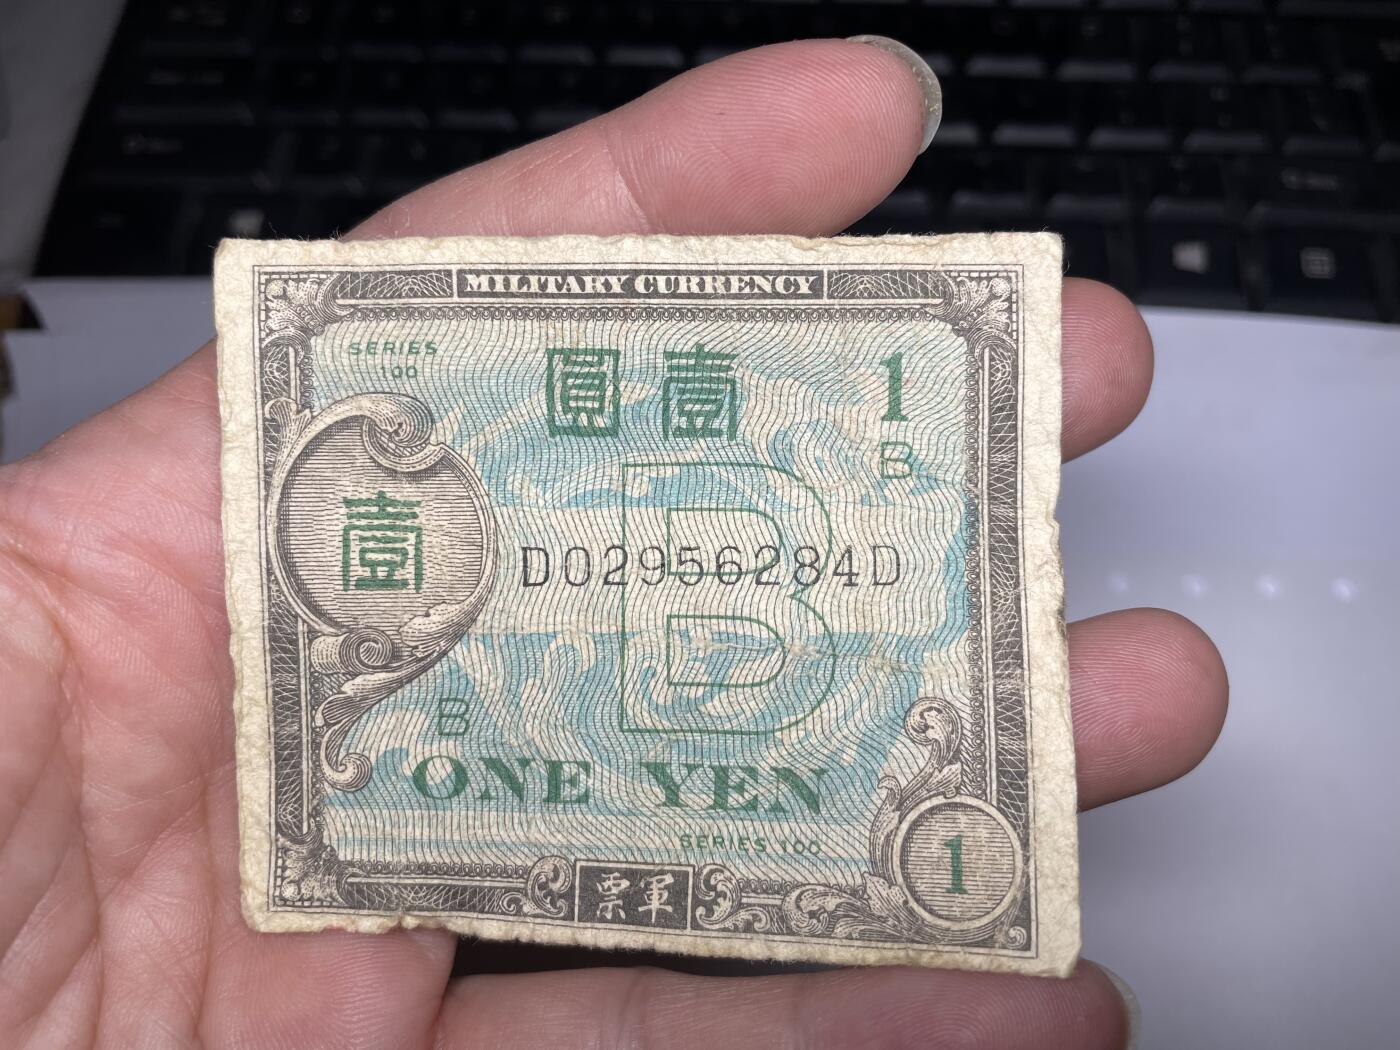 MILITARY CURRENCY
SERIES
100
圓壹
1
B
壹
B
D02956284D
B
ONE YEN
SERIES 100
票軍
1